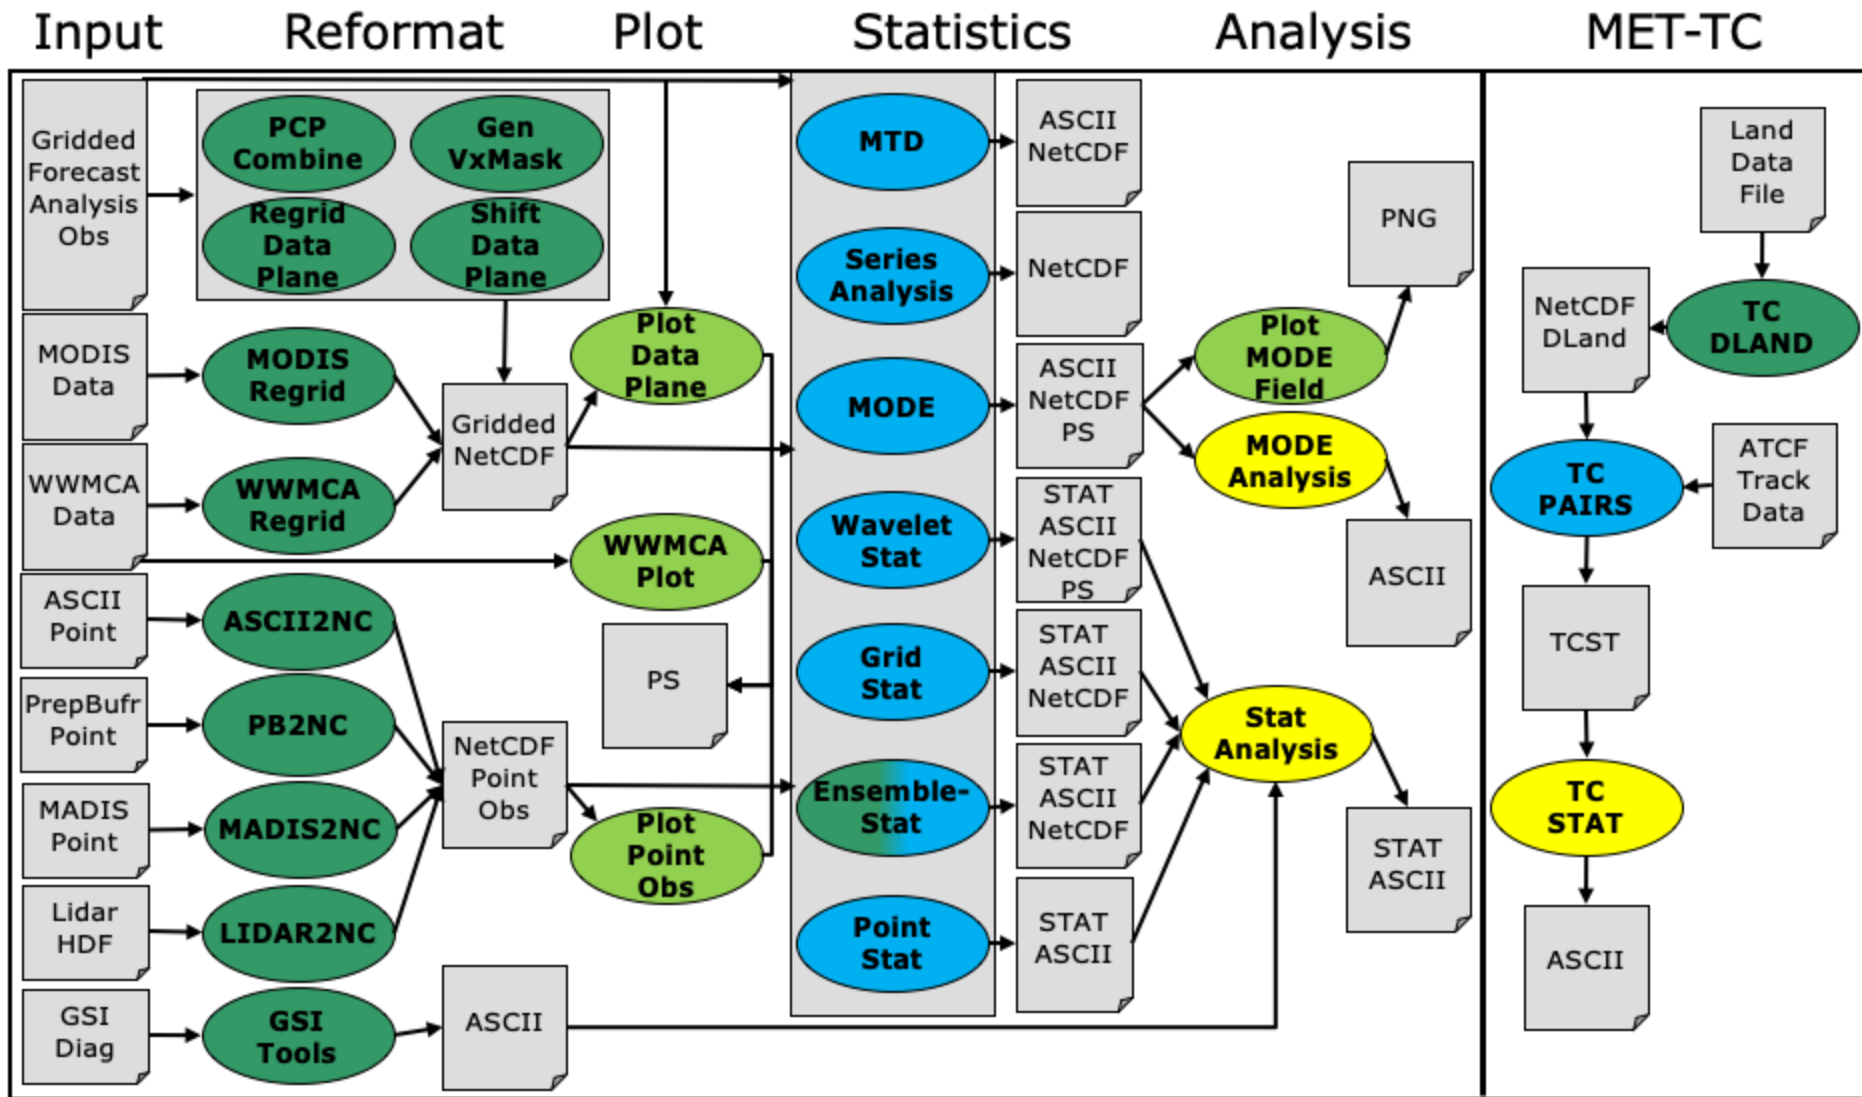 Input
Reformat
Plot
Statistics
Analysis
MET-TC
Gridded
Forecast
Analysis
Obs
PCP
Combine
Gen
VxMask
Regrid
Data
Plane
Shift
Data
Plane
MODIS
Data
MODIS
Regrid
WWMCA
Data
WWMCA
Regrid
Gridded
NetCDF
ASCII
Point
ASCII2NC
PrepBufr
Point
PB2NC
MADIS
Point
MADIS2NC
Lidar
HDF
LIDAR2NC
NetCDF
Point
Obs
GSI
Diag
GSI
Tools
ASCII
Plot
Data
Plane
WWMCA
Plot
PS
Plot
Point
Obs
MTD
ASCII
NetCDF
Series
Analysis
NetCDF
MODE
ASCII
NetCDF
PS
Wavelet
Stat
STAT
ASCII
NetCDF
PS
Grid
Stat
STAT
ASCII
NetCDF
Ensemble-
Stat
STAT
ASCII
NetCDF
Point
Stat
STAT
ASCII
PNG
Plot
MODE
Field
MODE
Analysis
ASCII
Stat
Analysis
STAT
ASCII
Land
Data
File
TC
DLAND
NetCDF
DLand
TC
PAIRS
ATCF
Track
Data
TCST
TC
STAT
ASCII